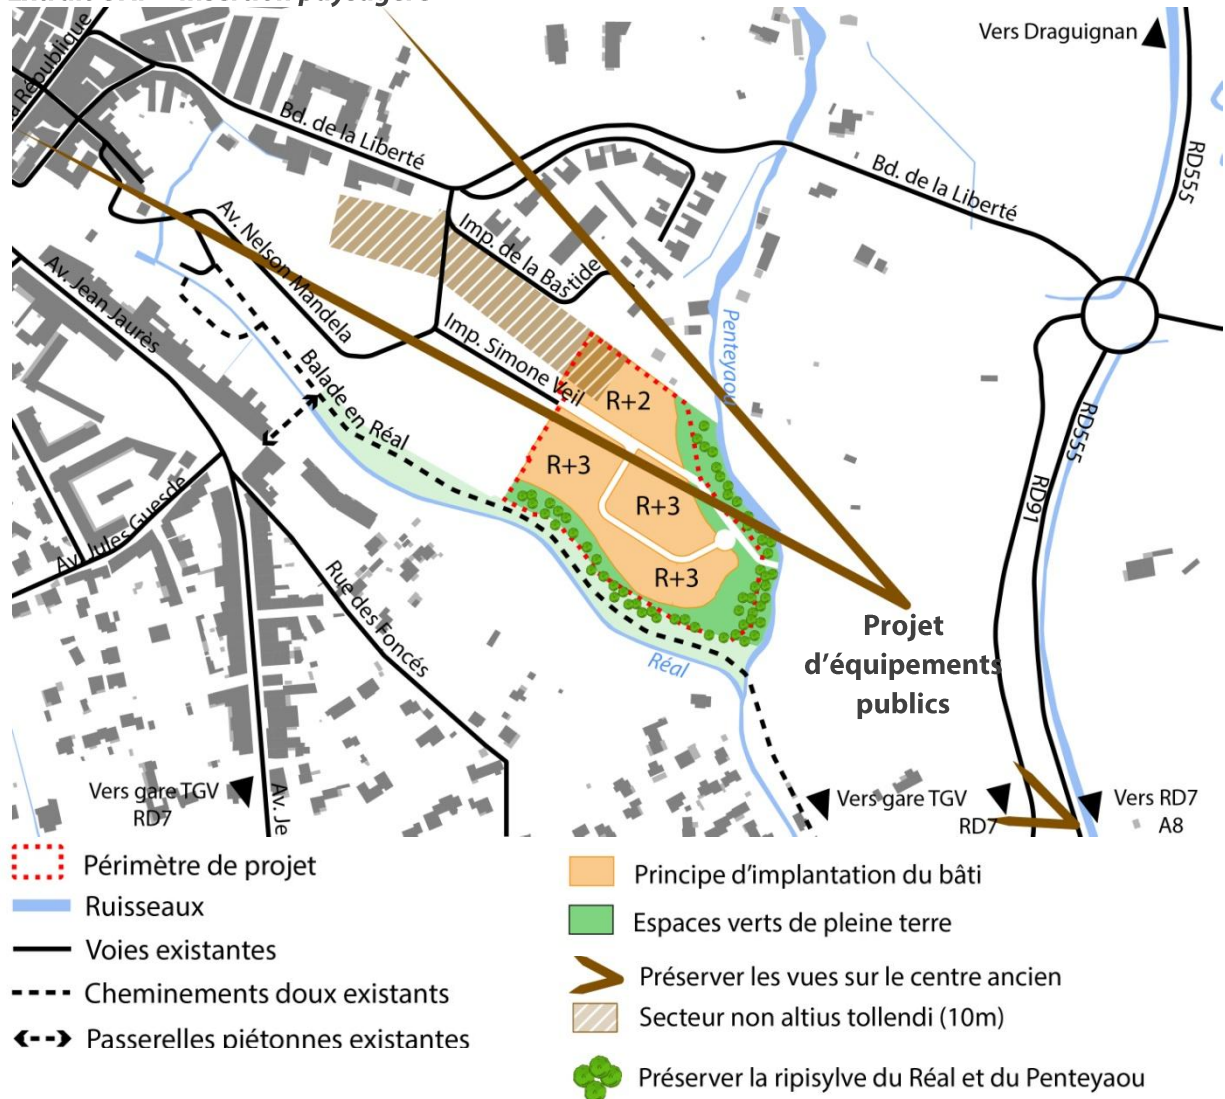 Vers Draguignan
a République
Bd. de la Liberté
Bd. de la Liberté
RD555
Av. Nelson Mandela
Imp. de la Bastide
Av. Jean Jaurès
Penteyaou
Imp. Simone Veil
Balade en Réal
R+2
R+3
R+3
R+3
RD555
RD91
Av. Jules Guesde
Rue des Foncés
Réal
Projet
d'équipements
publics
Vers gare TGV
RD7
Av. Je
Vers gare TGV
RD7
Vers RD7
A8
Périmètre de projet
Ruisseaux
Voies existantes
Cheminements doux existants
Passerelles piétonnes existantes
Principe d'implantation du bâti
Espaces verts de pleine terre
Préserver les vues sur le centre ancien
Secteur non altius tollendi (10m)
Préserver la ripisylve du Réal et du Penteyaou